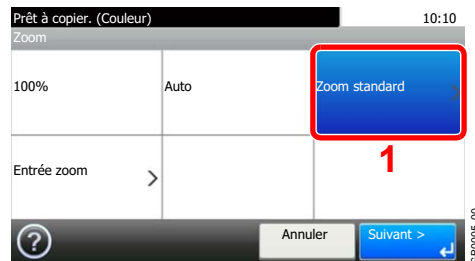 Prêt à copier. (Couleur) 10:10
Zoom
100% Auto Zoom standard
1
Entrée zoom
? Annuler Suivant >